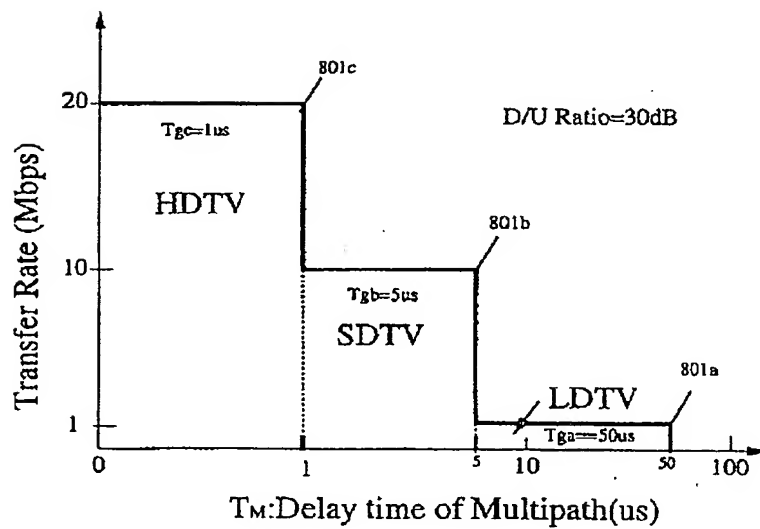 801c
20
Tgc=1us
D/U Ratio=30dB
HDTV
Transfer Rate (Mbps)
801b
10
Tgb=5us
SDTV
801a
LDTV
1
Tga=50us
0
1
5
10
50
100
TM:Delay time of Multipath(us)